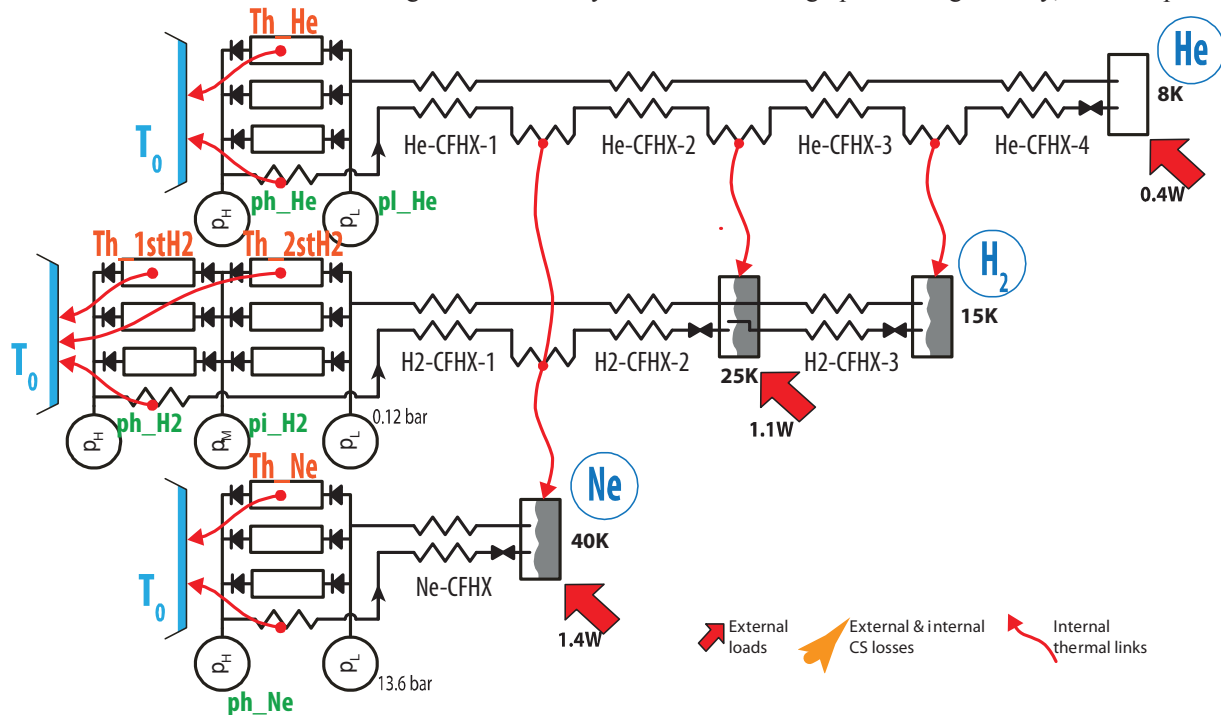 Th_He
He
8K
T0
He-CFHX-1
He-CFHX-2
He-CFHX-3
He-CFHX-4
0.4W
ph_He
pl_He
pH
pL
Th_1stH2
Th_2stH2
H2
15K
T0
H2-CFHX-1
H2-CFHX-2
H2-CFHX-3
25K
1.1W
0.12 bar
ph_H2
pi_H2
pH
pM
pL
Th_Ne
Ne
40K
T0
Ne-CFHX
1.4W
pH
pL
13.6 bar
ph_Ne
External
loads
External & internal
CS losses
Internal
thermal links